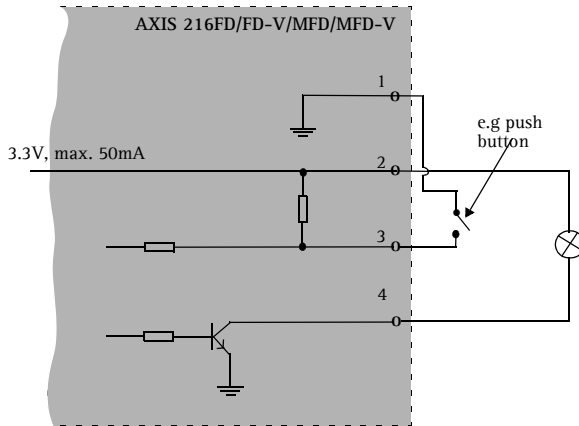 AXIS 216FD/FD-V/MFD/MFD-V
1
e.g push
button
3.3V, max. 50mA
2
3
4